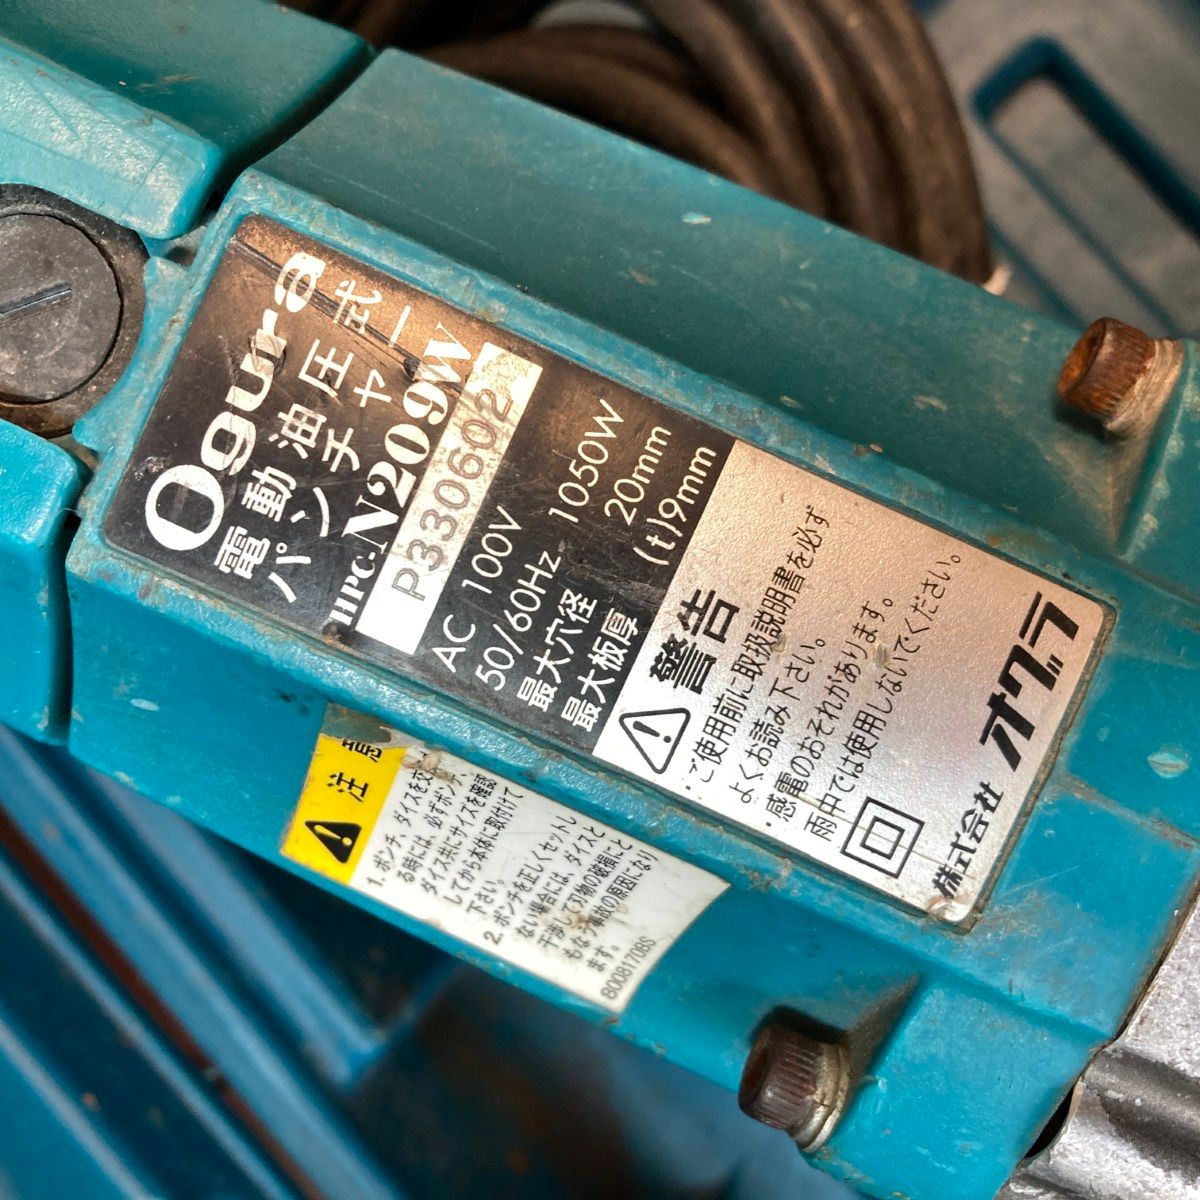 Ogura
電動油圧式
パンチャー
HPC-N209W
P330602
AC 100V 1050W
50/60Hz
最大穴径 20mm
最大板厚 (t)9mm
警告
・ご使用前に取扱説明書を必ず
よくお読み下さい。
・感電のおそれがあります。
雨中では使用しないでください。
株式会社 オグラ
注意
1. ポンチ、ダイスを交
る時には、必ずポンチ、
ダイス共にサイズを確認
してから本体に取付けて
下さい。
2. ポンチを正しくセットし
ない場合には、ダイスと
干渉して刃物の破損にと
もなう事故の原因になり
ます。
8008170BS